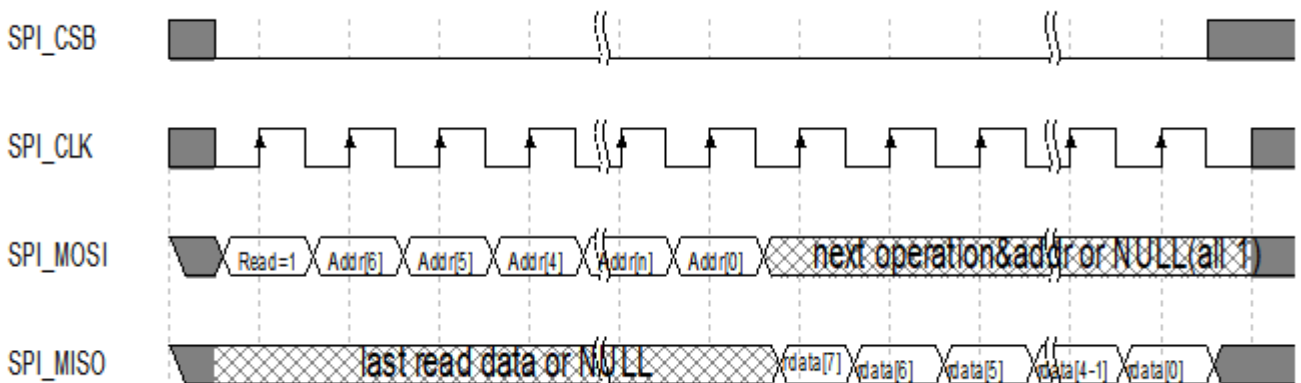 SPI_CSB
SPI_CLK
SPI_MOSI Read=1 Addr[6] Addr[5] Addr[4] Addr[n] Addr[0] next operation&addr or NULL(all 1)
SPI_MISO last read data or NULL rdata[7] rdata[6] rdata[5] rdata[4-1] rdata[0]